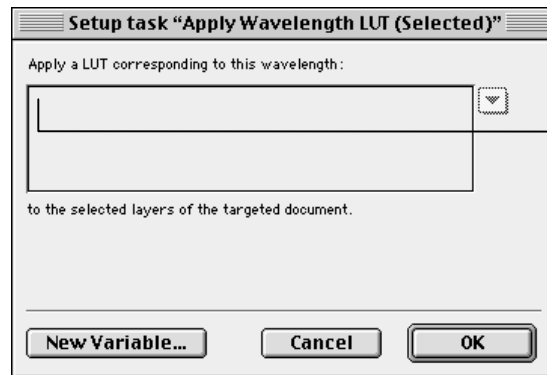 Setup task “Apply Wavelength LUT (Selected)”
Apply a LUT corresponding to this wavelength:
to the selected layers of the targeted document.
New Variable... Cancel OK